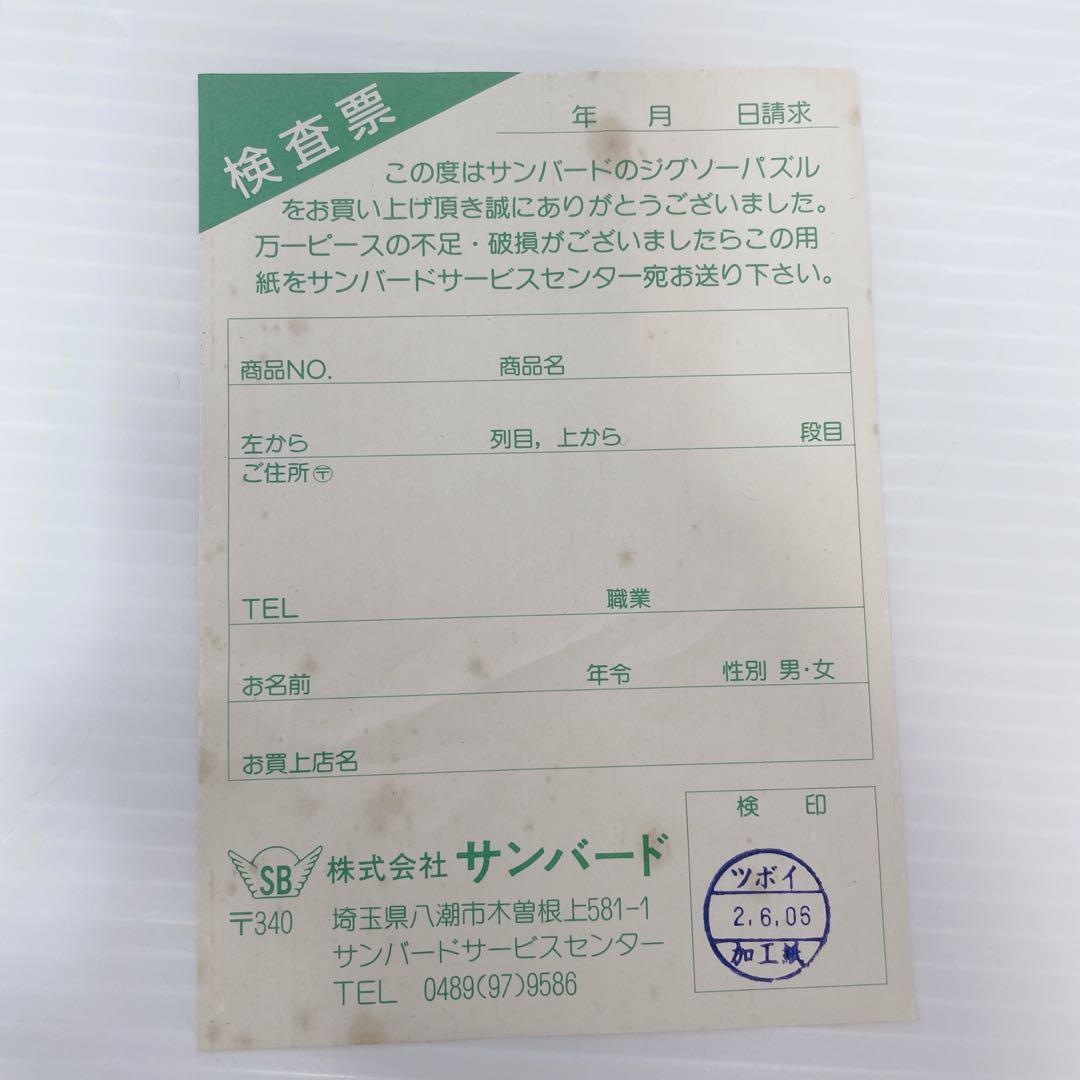 検査票
年 月 日請求
この度はサンバードのジグソーパズル
をお買い上げ頂き誠にありがとうございました。
万一ピースの不足・破損がございましたらこの用
紙をサンバードサービスセンター宛お送り下さい。
商品NO. 商品名
左から 列目，上から 段目
ご住所〒
TEL 職業
お名前 年令 性別 男・女
お買上店名
検 印
ツボイ
2.6.06
加工紙
SB 株式会社 サンバード
〒340 埼玉県八潮市木曽根上581-1
サンバードサービスセンター
TEL 0489(97)9586